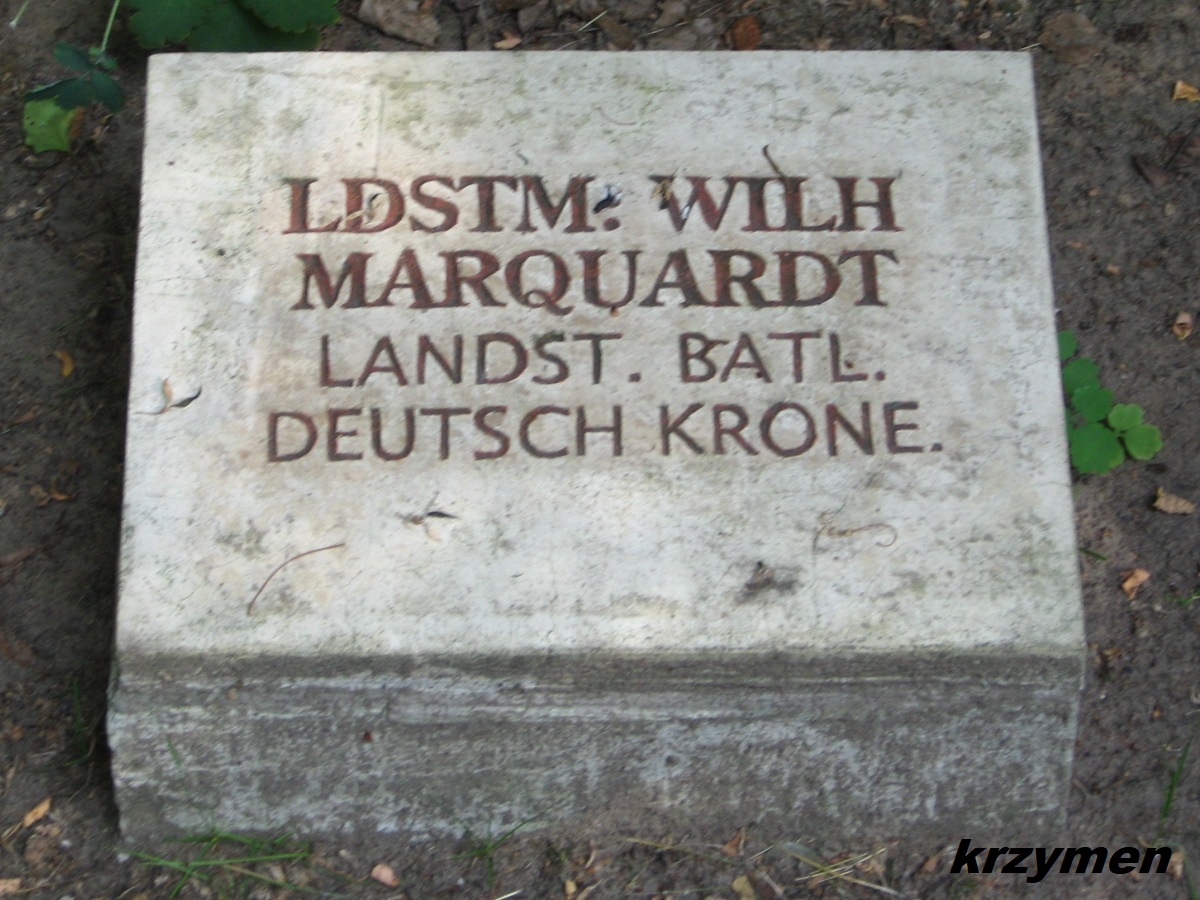 LDSTM. WILH
MARQUARDT
LANDST. BATL.
DEUTSCH KRONE.
krzymen